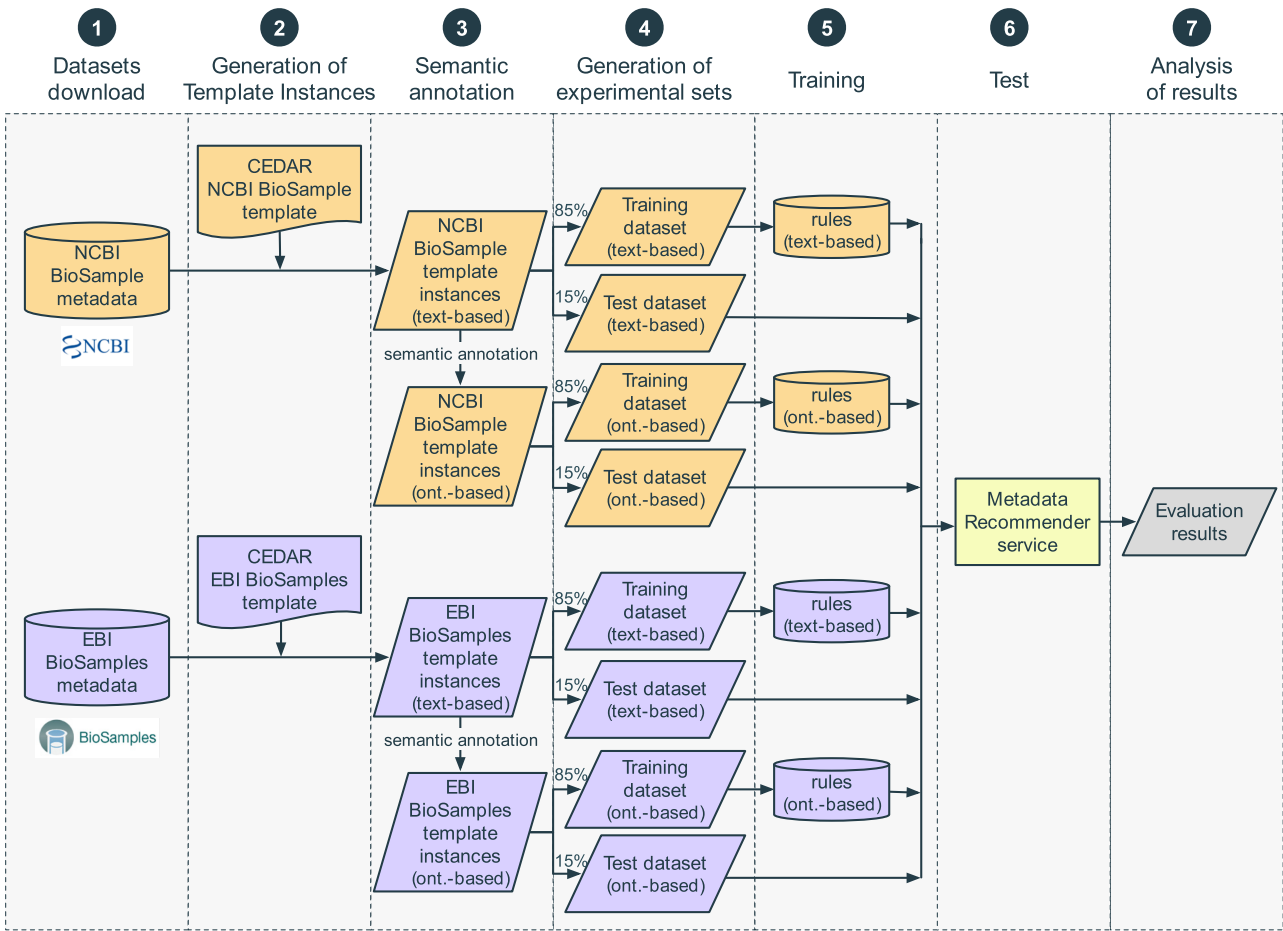 1
Datasets
download
2
Generation of
Template Instances
3
Semantic
annotation
4
Generation of
experimental sets
5
Training
6
Test
7
Analysis
of results
NCBI
BioSample
metadata
NCBI
CEDAR
NCBI BioSample
template
NCBI
BioSample
template
instances
(text-based)
semantic annotation
NCBI
BioSample
template
instances
(ont.-based)
85%
Training
dataset
(text-based)
15%
Test dataset
(text-based)
85%
Training
dataset
(ont.-based)
15%
Test dataset
(ont.-based)
rules
(text-based)
rules
(ont.-based)
EBI
BioSamples
metadata
BioSamples
CEDAR
EBI BioSamples
template
EBI
BioSamples
template
instances
(text-based)
semantic annotation
EBI
BioSamples
template
instances
(ont.-based)
85%
Training
dataset
(text-based)
15%
Test dataset
(text-based)
85%
Training
dataset
(ont.-based)
15%
Test dataset
(ont.-based)
rules
(text-based)
rules
(ont.-based)
Metadata
Recommender
service
Evaluation
results